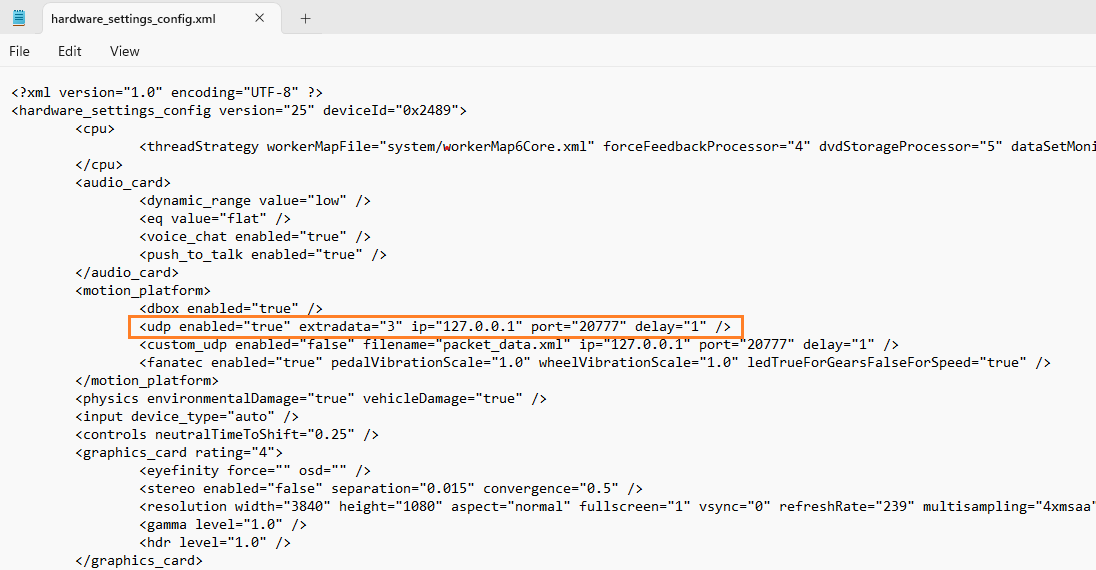 hardware_settings_config.xml
File Edit View
<?xml version="1.0" encoding="UTF-8" ?>
<hardware_settings_config version="25" deviceId="0x2489">
<cpu>
<threadStrategy workerMapFile="system/workerMap6Core.xml" forceFeedbackProcessor="4" dvdStorageProcessor="5" dataSetMoni
</cpu>
<audio_card>
<dynamic_range value="low" />
<eq value="flat" />
<voice_chat enabled="true" />
<push_to_talk enabled="true" />
</audio_card>
<motion_platform>
<dbox enabled="true" />
<udp enabled="true" extradata="3" ip="127.0.0.1" port="20777" delay="1" />
<custom_udp enabled="false" filename="packet_data.xml" ip="127.0.0.1" port="20777" delay="1" />
<fanatec enabled="true" pedalVibrationScale="1.0" wheelVibrationScale="1.0" ledTrueForGearsFalseForSpeed="true" />
</motion_platform>
<physics environmentalDamage="true" vehicleDamage="true" />
<input device_type="auto" />
<controls neutralTimeToShift="0.25" />
<graphics_card rating="4">
<eyefinity force="" osd="" />
<stereo enabled="false" separation="0.015" convergence="0.5" />
<resolution width="3840" height="1080" aspect="normal" fullscreen="1" vsync="0" refreshRate="239" multisampling="4xmsaa"
<gamma level="1.0" />
<hdr level="1.0" />
</graphics_card>